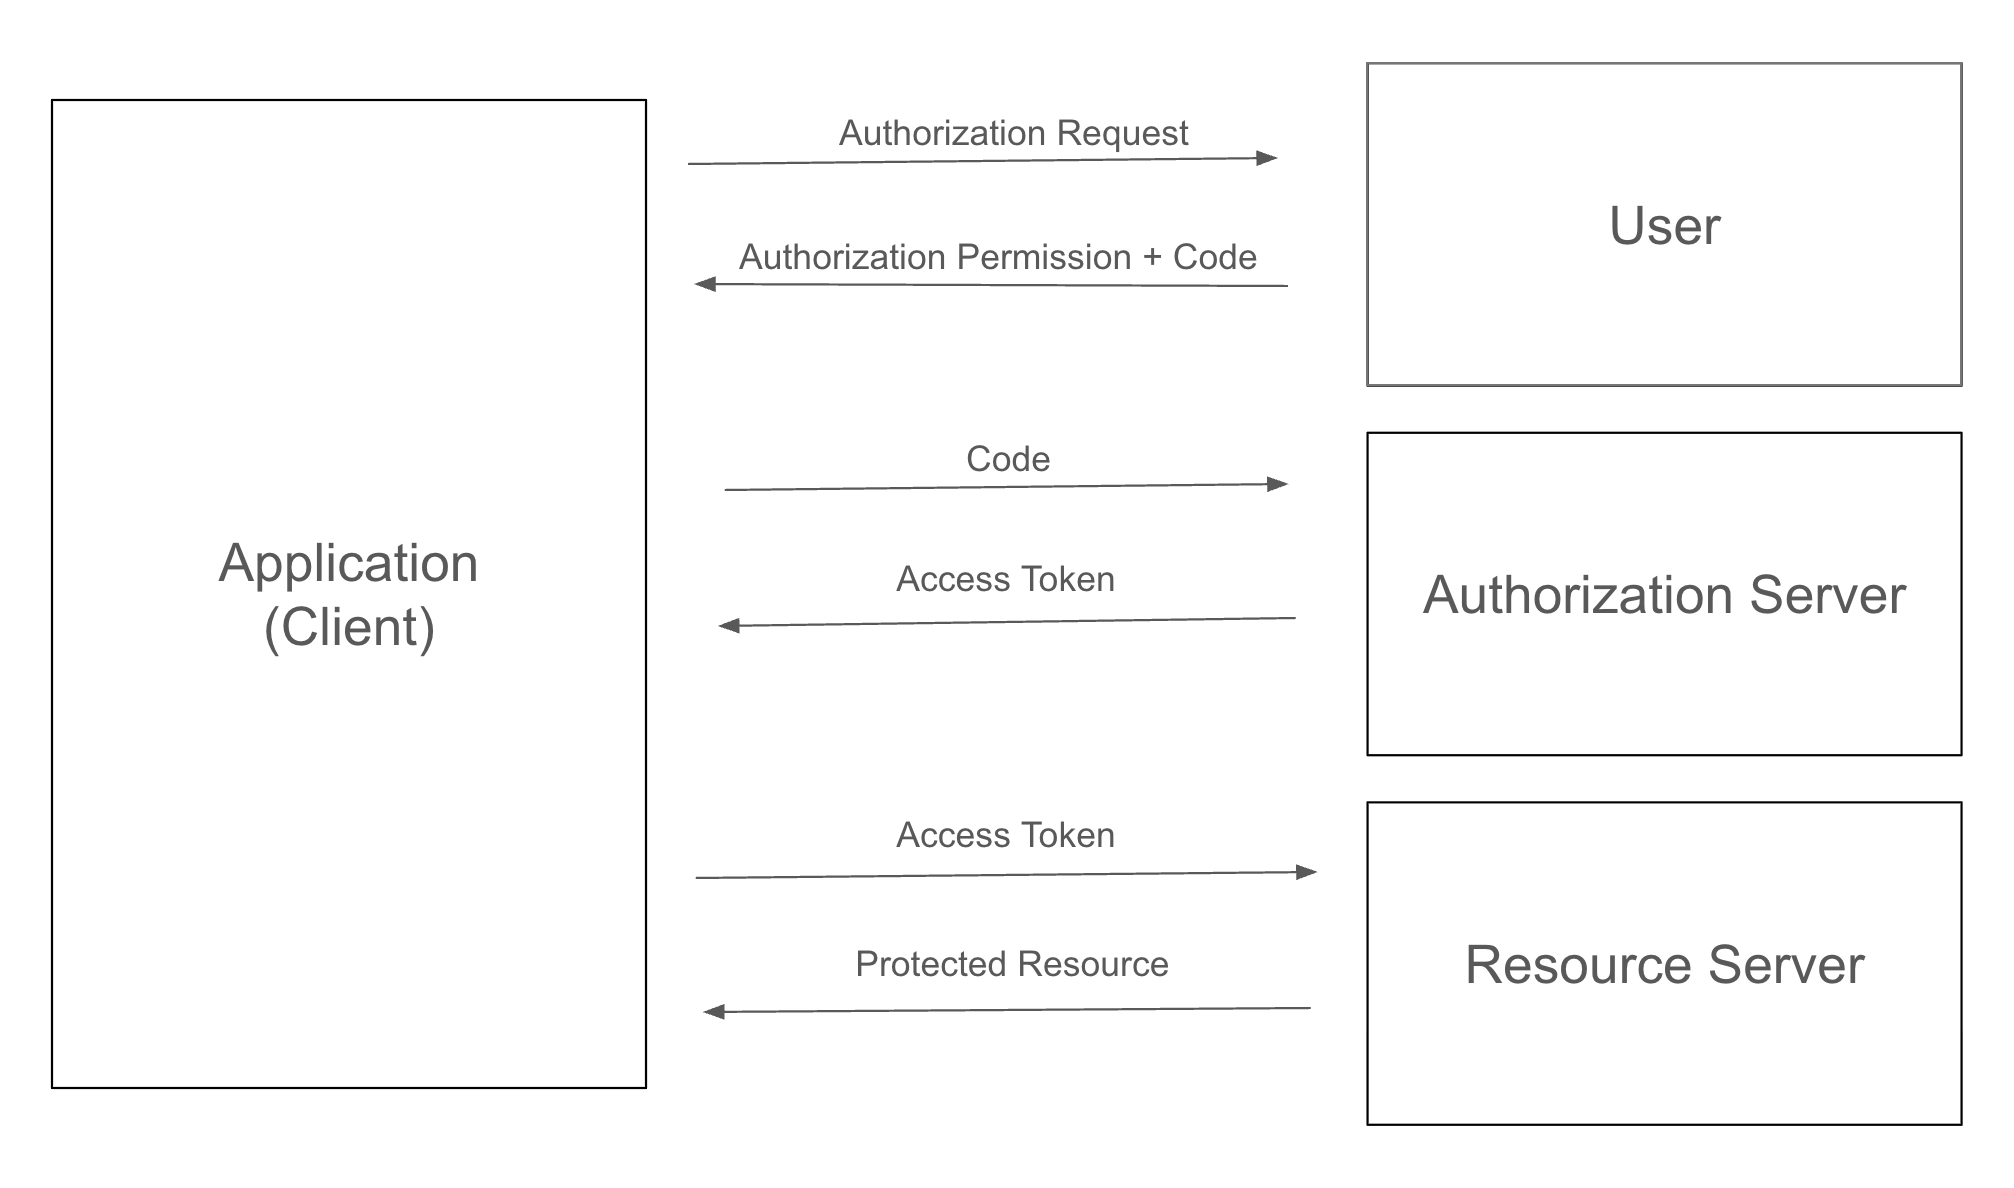 Authorization Request
User
Authorization Permission + Code
Code
Application
(Client)
Access Token
Authorization Server
Access Token
Protected Resource
Resource Server